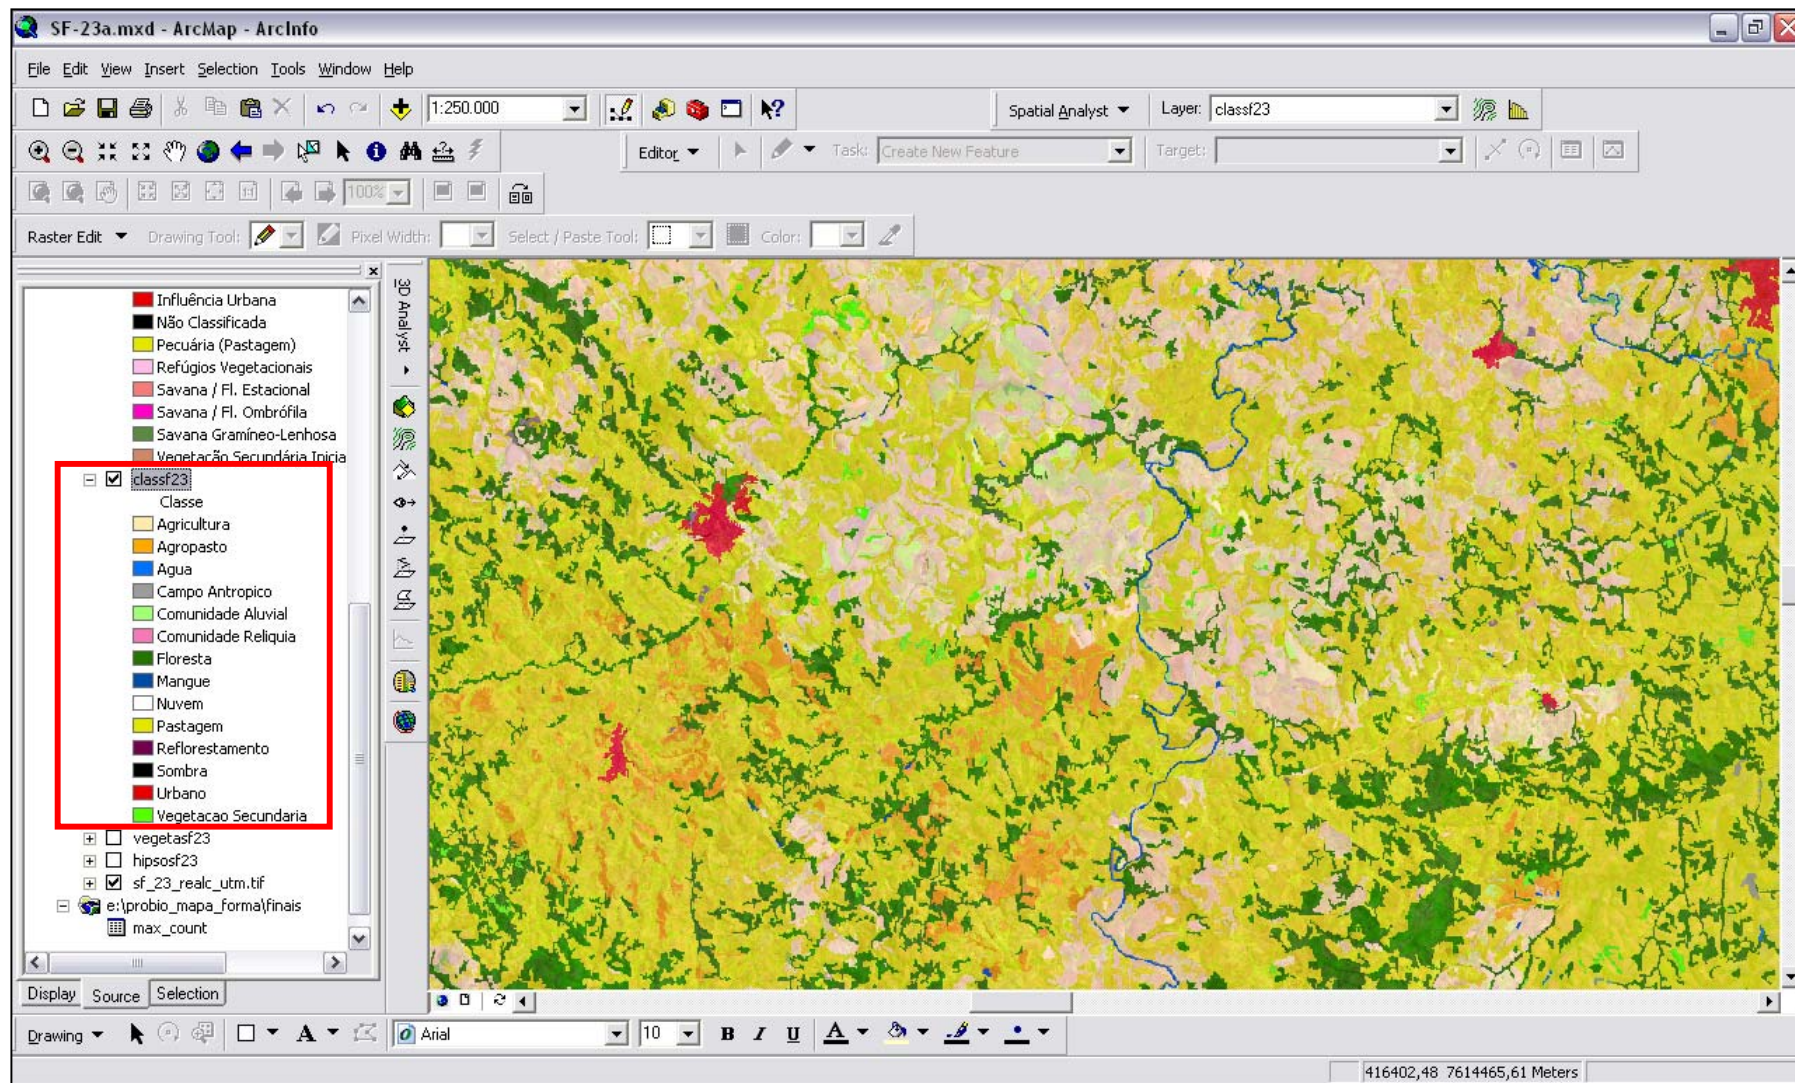 SF-23a.mxd - ArcMap - ArcInfo
File Edit View Insert Selection Tools Window Help
1:250.000
Spatial Analyst
Layer: classf23
Editor
Task: Create New Feature
Target:
1:1
100%
Raster Edit
Drawing Tool:
Pixel Width:
Select / Paste Tool:
Color:
3D Analyst
Influência Urbana
Não Classificada
Pecuária (Pastagem)
Refúgios Vegetacionais
Savana / Fl. Estacional
Savana / Fl. Ombrófila
Savana Gramíneo-Lenhosa
Vegetação Secundária Inicia
classf23
Classe
Agricultura
Agropasto
Agua
Campo Antropico
Comunidade Aluvial
Comunidade Reliquia
Floresta
Mangue
Nuvem
Pastagem
Reflorestamento
Sombra
Urbano
Vegetacao Secundaria
vegetasf23
hipsosf23
sf_23_realc_utm.tif
e:\probio_mapa_forma\finais
max_count
Display Source Selection
Drawing
A
Arial
10
B I U A
416402,48 7614465,61 Meters